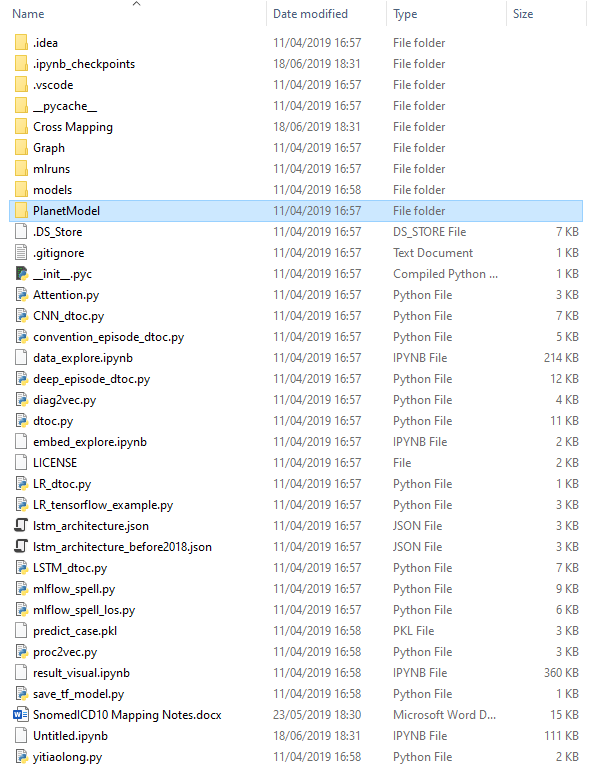 Name Date modified Type Size
.idea 11/04/2019 16:57 File folder
.ipynb_checkpoints 18/06/2019 18:31 File folder
.vscode 11/04/2019 16:57 File folder
__pycache__ 11/04/2019 16:57 File folder
Cross Mapping 18/06/2019 18:31 File folder
Graph 11/04/2019 16:57 File folder
mlruns 11/04/2019 16:57 File folder
models 11/04/2019 16:58 File folder
PlanetModel 11/04/2019 16:57 File folder
.DS_Store 11/04/2019 16:57 DS_STORE File 7 KB
.gitignore 11/04/2019 16:57 Text Document 1 KB
__init__.pyc 11/04/2019 16:57 Compiled Python ... 1 KB
Attention.py 11/04/2019 16:57 Python File 3 KB
CNN_dtoc.py 11/04/2019 16:57 Python File 7 KB
convention_episode_dtoc.py 11/04/2019 16:57 Python File 5 KB
data_explore.ipynb 11/04/2019 16:57 IPYNB File 214 KB
deep_episode_dtoc.py 11/04/2019 16:57 Python File 12 KB
diag2vec.py 11/04/2019 16:57 Python File 4 KB
dtoc.py 11/04/2019 16:57 Python File 11 KB
embed_explore.ipynb 11/04/2019 16:57 IPYNB File 2 KB
LICENSE 11/04/2019 16:57 File 2 KB
LR_dtoc.py 11/04/2019 16:57 Python File 1 KB
LR_tensorflow_example.py 11/04/2019 16:57 Python File 3 KB
lstm_architecture.json 11/04/2019 16:57 JSON File 3 KB
lstm_architecture_before2018.json 11/04/2019 16:57 JSON File 3 KB
LSTM_dtoc.py 11/04/2019 16:57 Python File 7 KB
mlflow_spell.py 11/04/2019 16:57 Python File 9 KB
mlflow_spell_los.py 11/04/2019 16:57 Python File 6 KB
predict_case.pkl 11/04/2019 16:58 PKL File 3 KB
proc2vec.py 11/04/2019 16:58 Python File 3 KB
result_visual.ipynb 11/04/2019 16:58 IPYNB File 360 KB
save_tf_model.py 11/04/2019 16:58 Python File 1 KB
SnomedICD10 Mapping Notes.docx 23/05/2019 18:30 Microsoft Word D... 15 KB
Untitled.ipynb 18/06/2019 18:31 IPYNB File 111 KB
yitiaolong.py 11/04/2019 16:58 Python File 2 KB